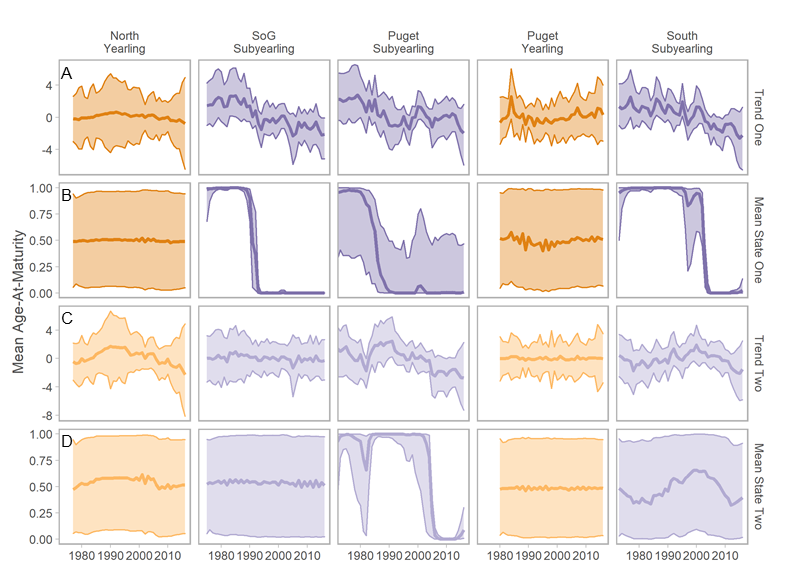 North
Yearling
SoG
Subyearling
Puget
Subyearling
Puget
Yearling
South
Subyearling
A
4
0
-4
Trend One
B
1.00
0.75
0.50
0.25
0.00
Mean State One
Mean Age-At-Maturity
C
4
0
-4
-8
Trend Two
D
1.00
0.75
0.50
0.25
0.00
Mean State Two
1980 1990 2000 2010
1980 1990 2000 2010
1980 1990 2000 2010
1980 1990 2000 2010
1980 1990 2000 2010